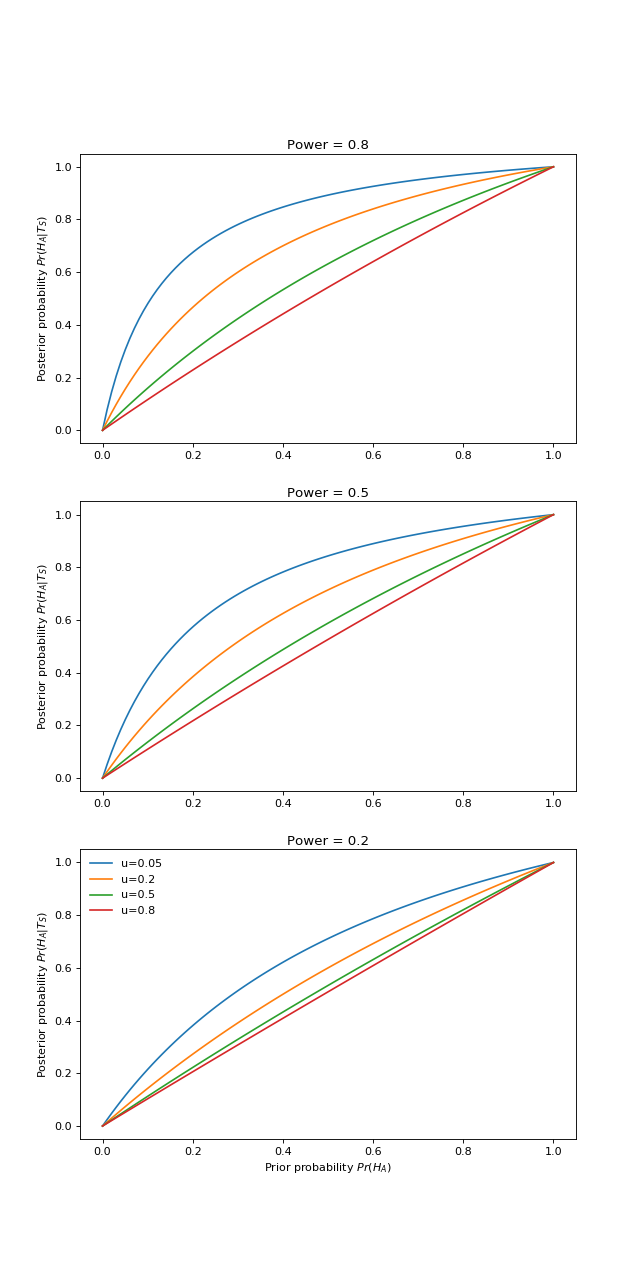 Power = 0.8
Posterior probability Pr(H_A|T_S)
1.0
0.8
0.6
0.4
0.2
0.0
0.0 0.2 0.4 0.6 0.8 1.0
Power = 0.5
Posterior probability Pr(H_A|T_S)
1.0
0.8
0.6
0.4
0.2
0.0
0.0 0.2 0.4 0.6 0.8 1.0
Power = 0.2
Posterior probability Pr(H_A|T_S)
1.0
0.8
0.6
0.4
0.2
0.0
u=0.05
u=0.2
u=0.5
u=0.8
0.0 0.2 0.4 0.6 0.8 1.0
Prior probability Pr(H_A)